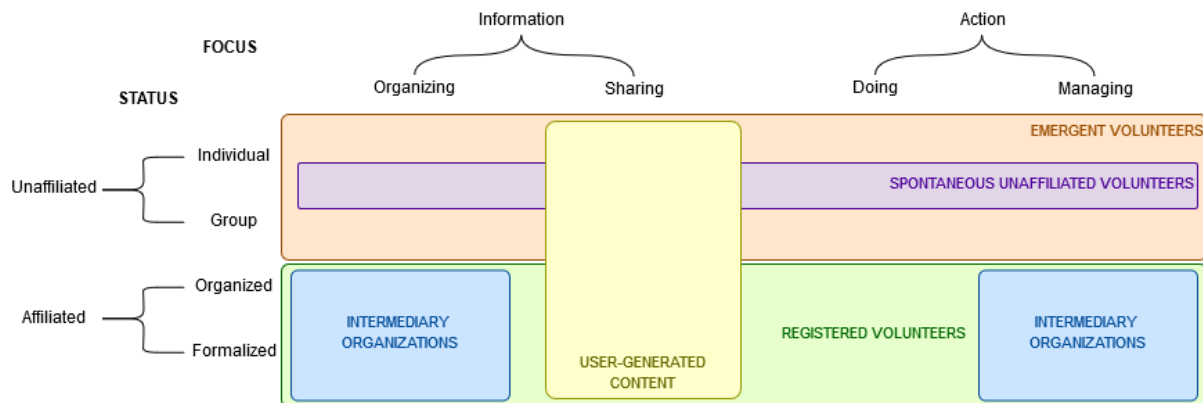 Information
Action
FOCUS
Organizing
Sharing
Doing
Managing
STATUS
EMERGENT VOLUNTEERS
Individual
Unaffiliated
SPONTANEOUS UNAFFILIATED VOLUNTEERS
Group
Organized
Affiliated
INTERMEDIARY
ORGANIZATIONS
REGISTERED VOLUNTEERS
INTERMEDIARY
ORGANIZATIONS
Formalized
USER-GENERATED
CONTENT